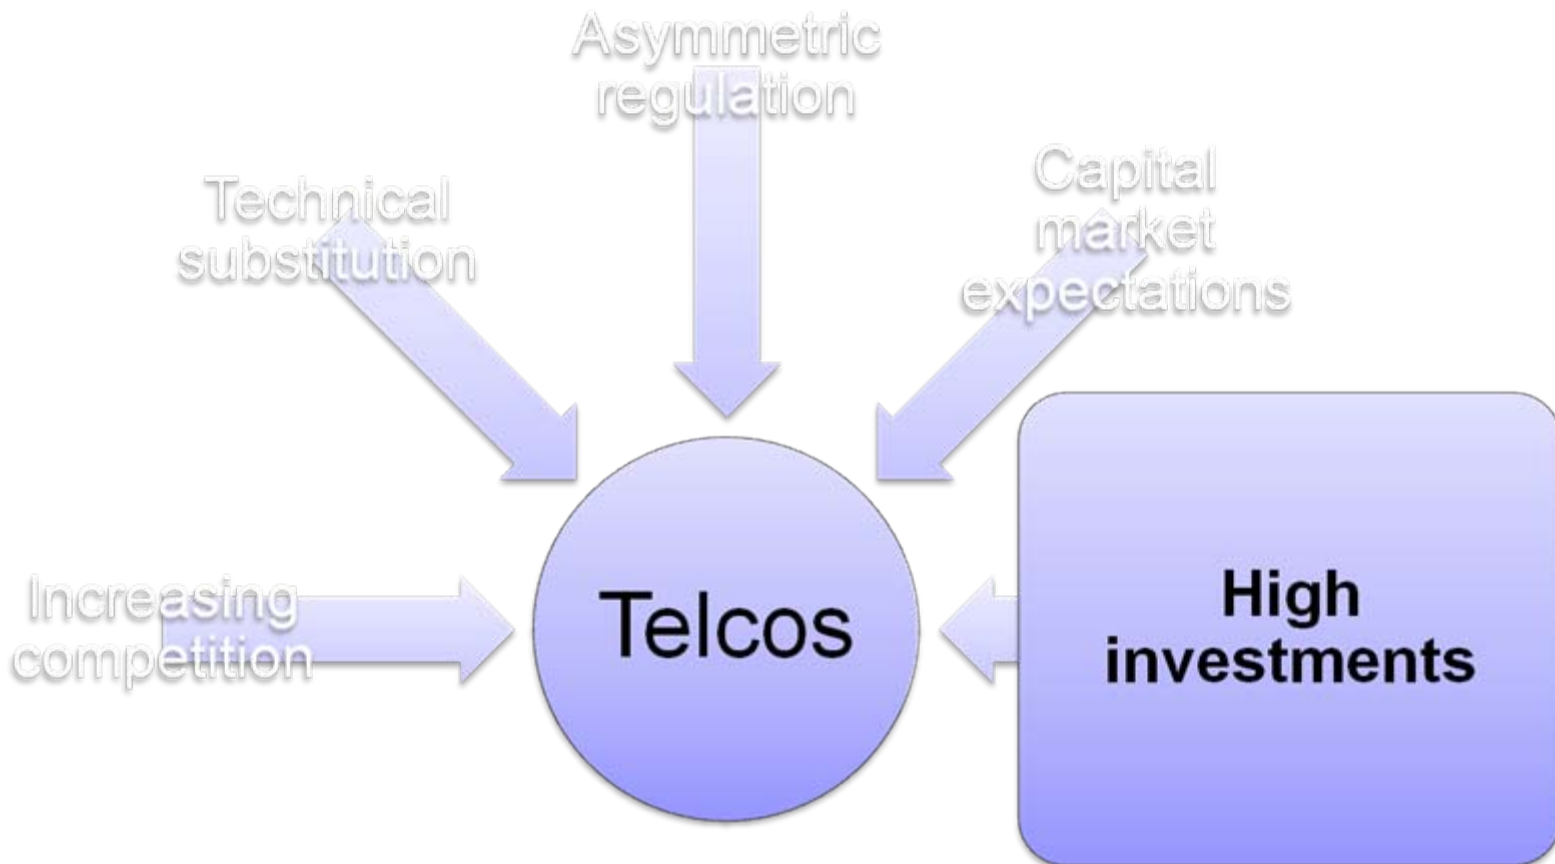 Asymmetric
regulation
Technical
substitution
Capital
market
expectations
Increasing
competition
Telcos
High
investments